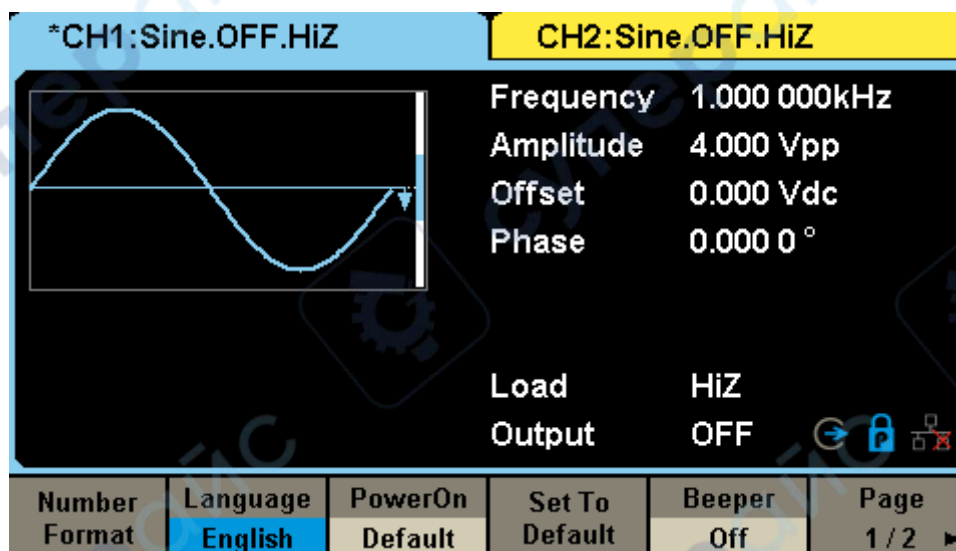 *CH1:Sine.OFF.HiZ
CH2:Sine.OFF.HiZ
Frequency 1.000 000kHz
Amplitude 4.000 Vpp
Offset 0.000 Vdc
Phase 0.000 0 °
Load HiZ
Output OFF
Number Format
Language English
PowerOn Default
Set To Default
Beeper Off
Page 1/2 ►